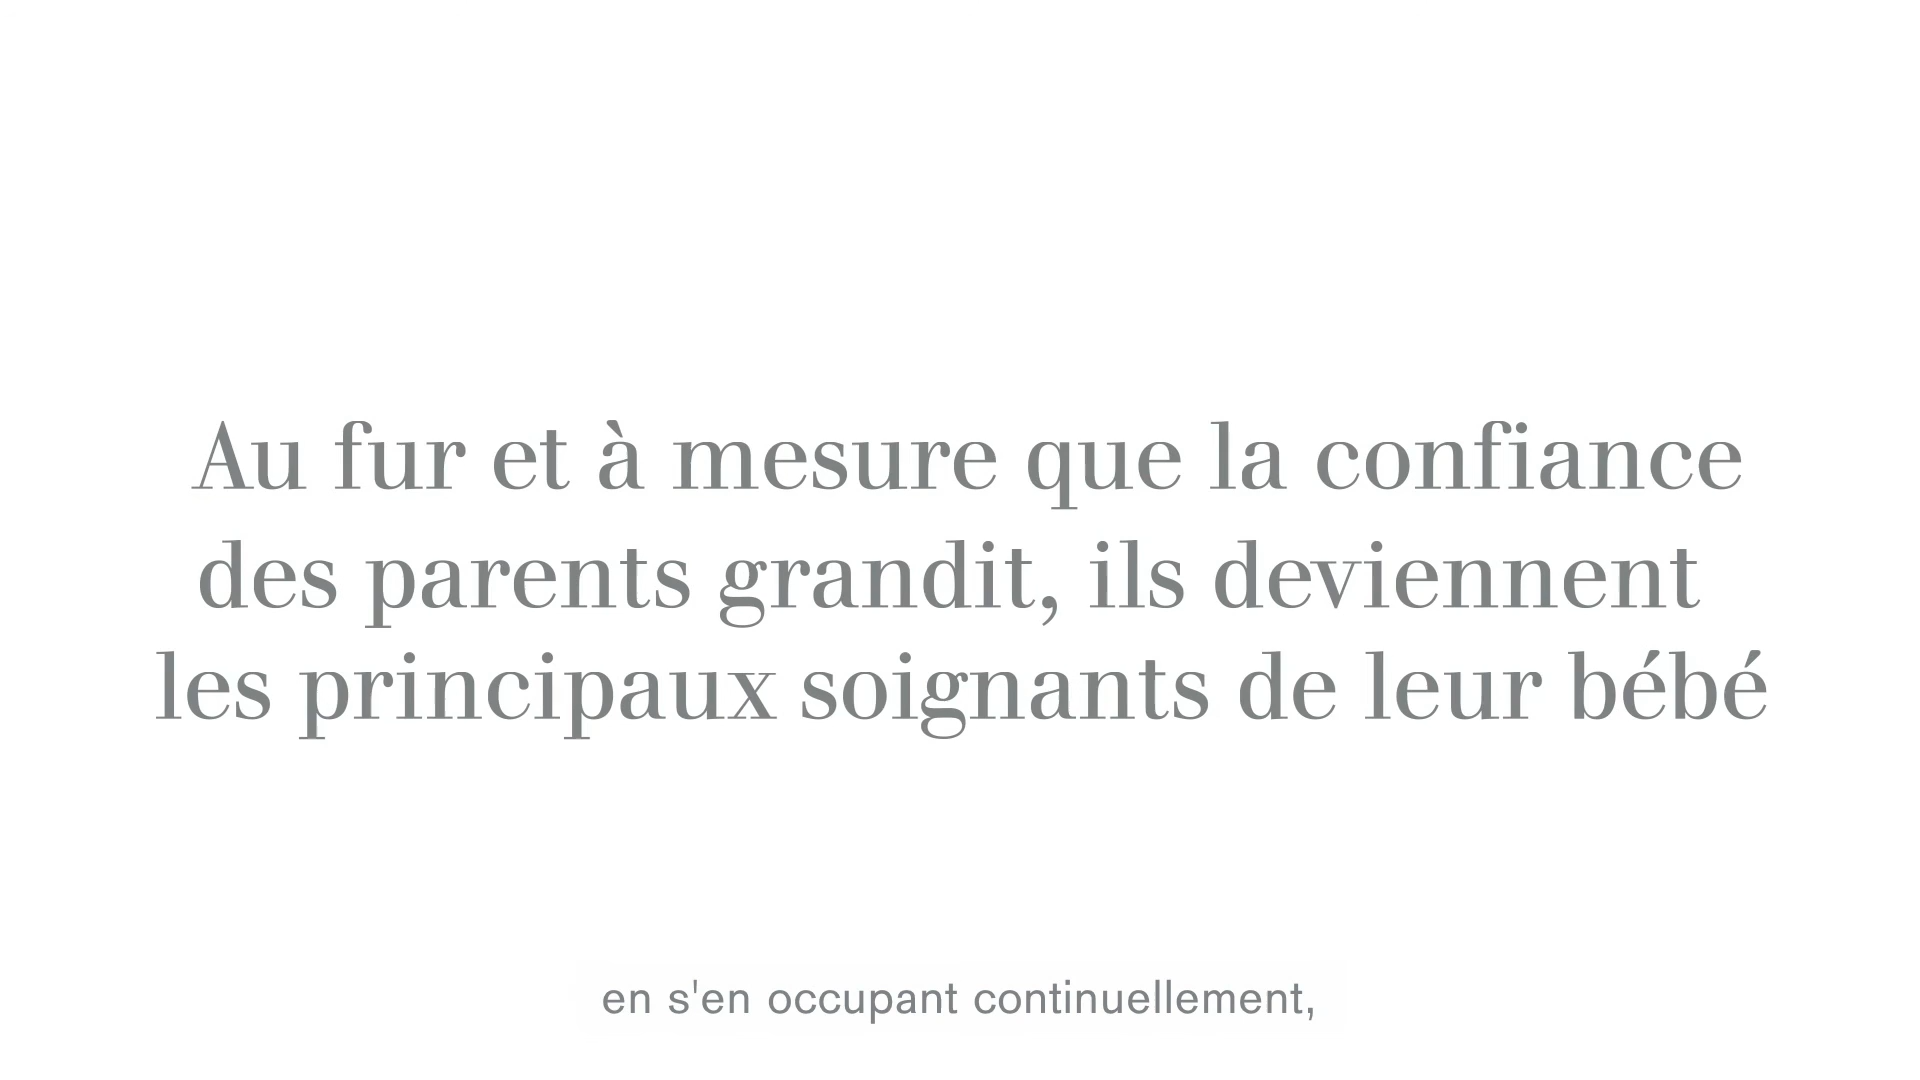 Au fur et à mesure que la confiance
des parents grandit, ils deviennent
les principaux soignants de leur bébé
en s'en occupant continuellement,